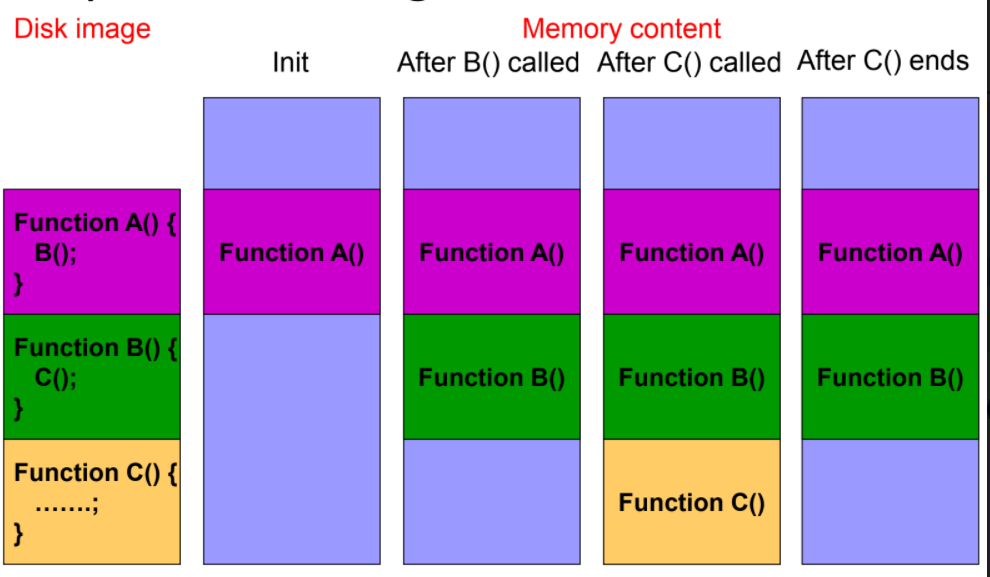 Disk image
Memory content
Init
After B() called
After C() called
After C() ends
Function A() {
B();
}
Function A()
Function A()
Function A()
Function A()
Function B() {
C();
}
Function B()
Function B()
Function B()
Function C() {
.......;
}
Function C()